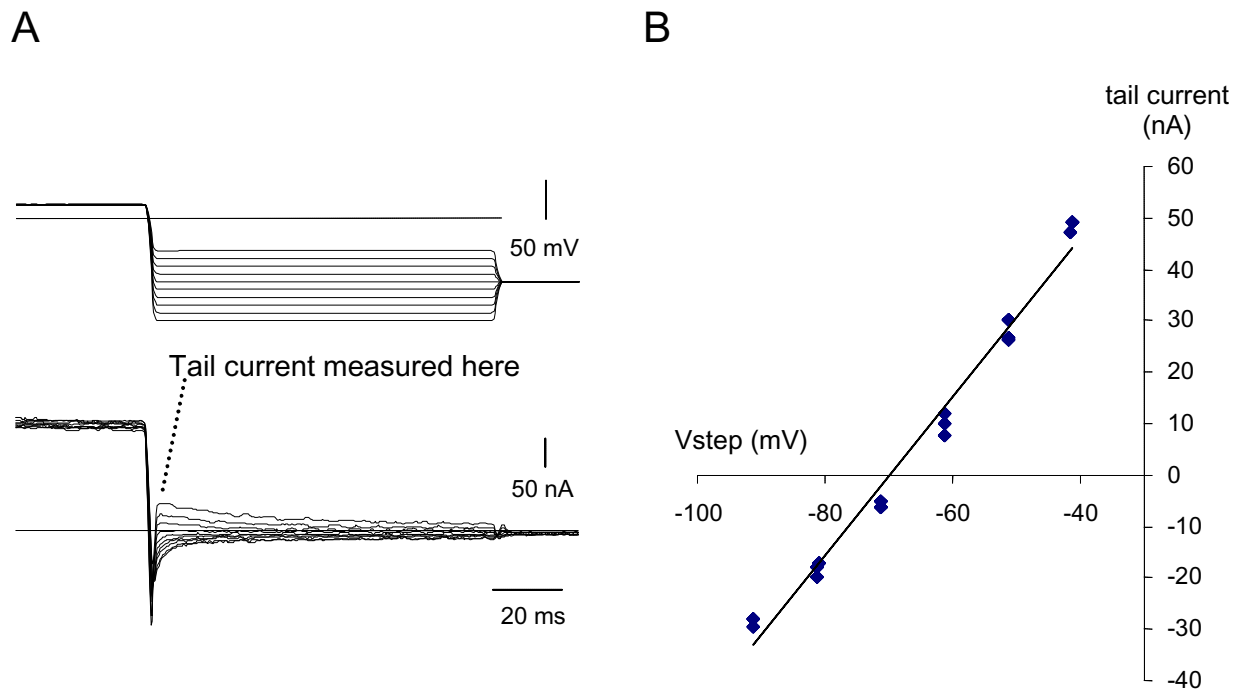 A
50 mV
Tail current measured here
50 nA
20 ms
B
tail current
(nA)
60
50
40
30
20
10
0
-10
-20
-30
-40
Vstep (mV)
-100
-80
-60
-40